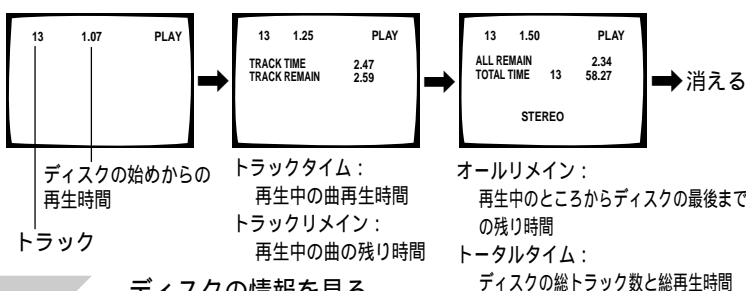 13 1.07 PLAY
ディスクの始めからの
再生時間
トラック
13 1.25 PLAY
TRACK TIME 2.47
TRACK REMAIN 2.59
トラックタイム：
再生中の曲再生時間
トラックリメイン：
再生中の曲の残り時間
13 1.50 PLAY
ALL REMAIN 2.34
TOTAL TIME 13 58.27
STEREO
消える
オールリメイン：
再生中のところからディスクの最後まで
の残り時間
トータルタイム：
ディスクの総トラック数と総再生時間
ディスクの情報を見る